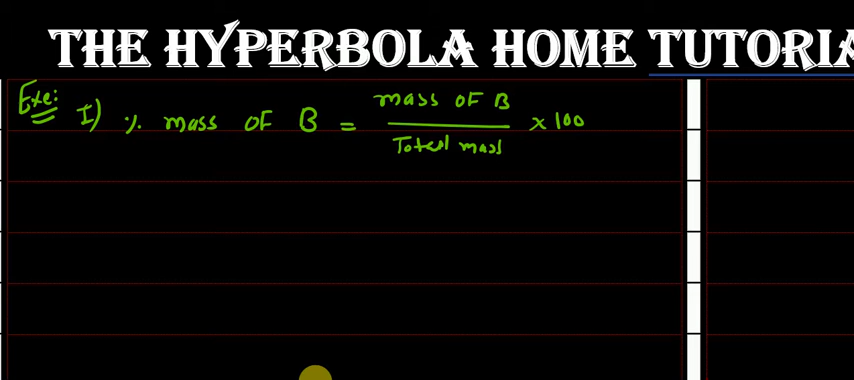 THE HYPERBOLA HOME TUTORIA
Exe:
I) % mass of B = mass of B / Total mass × 100